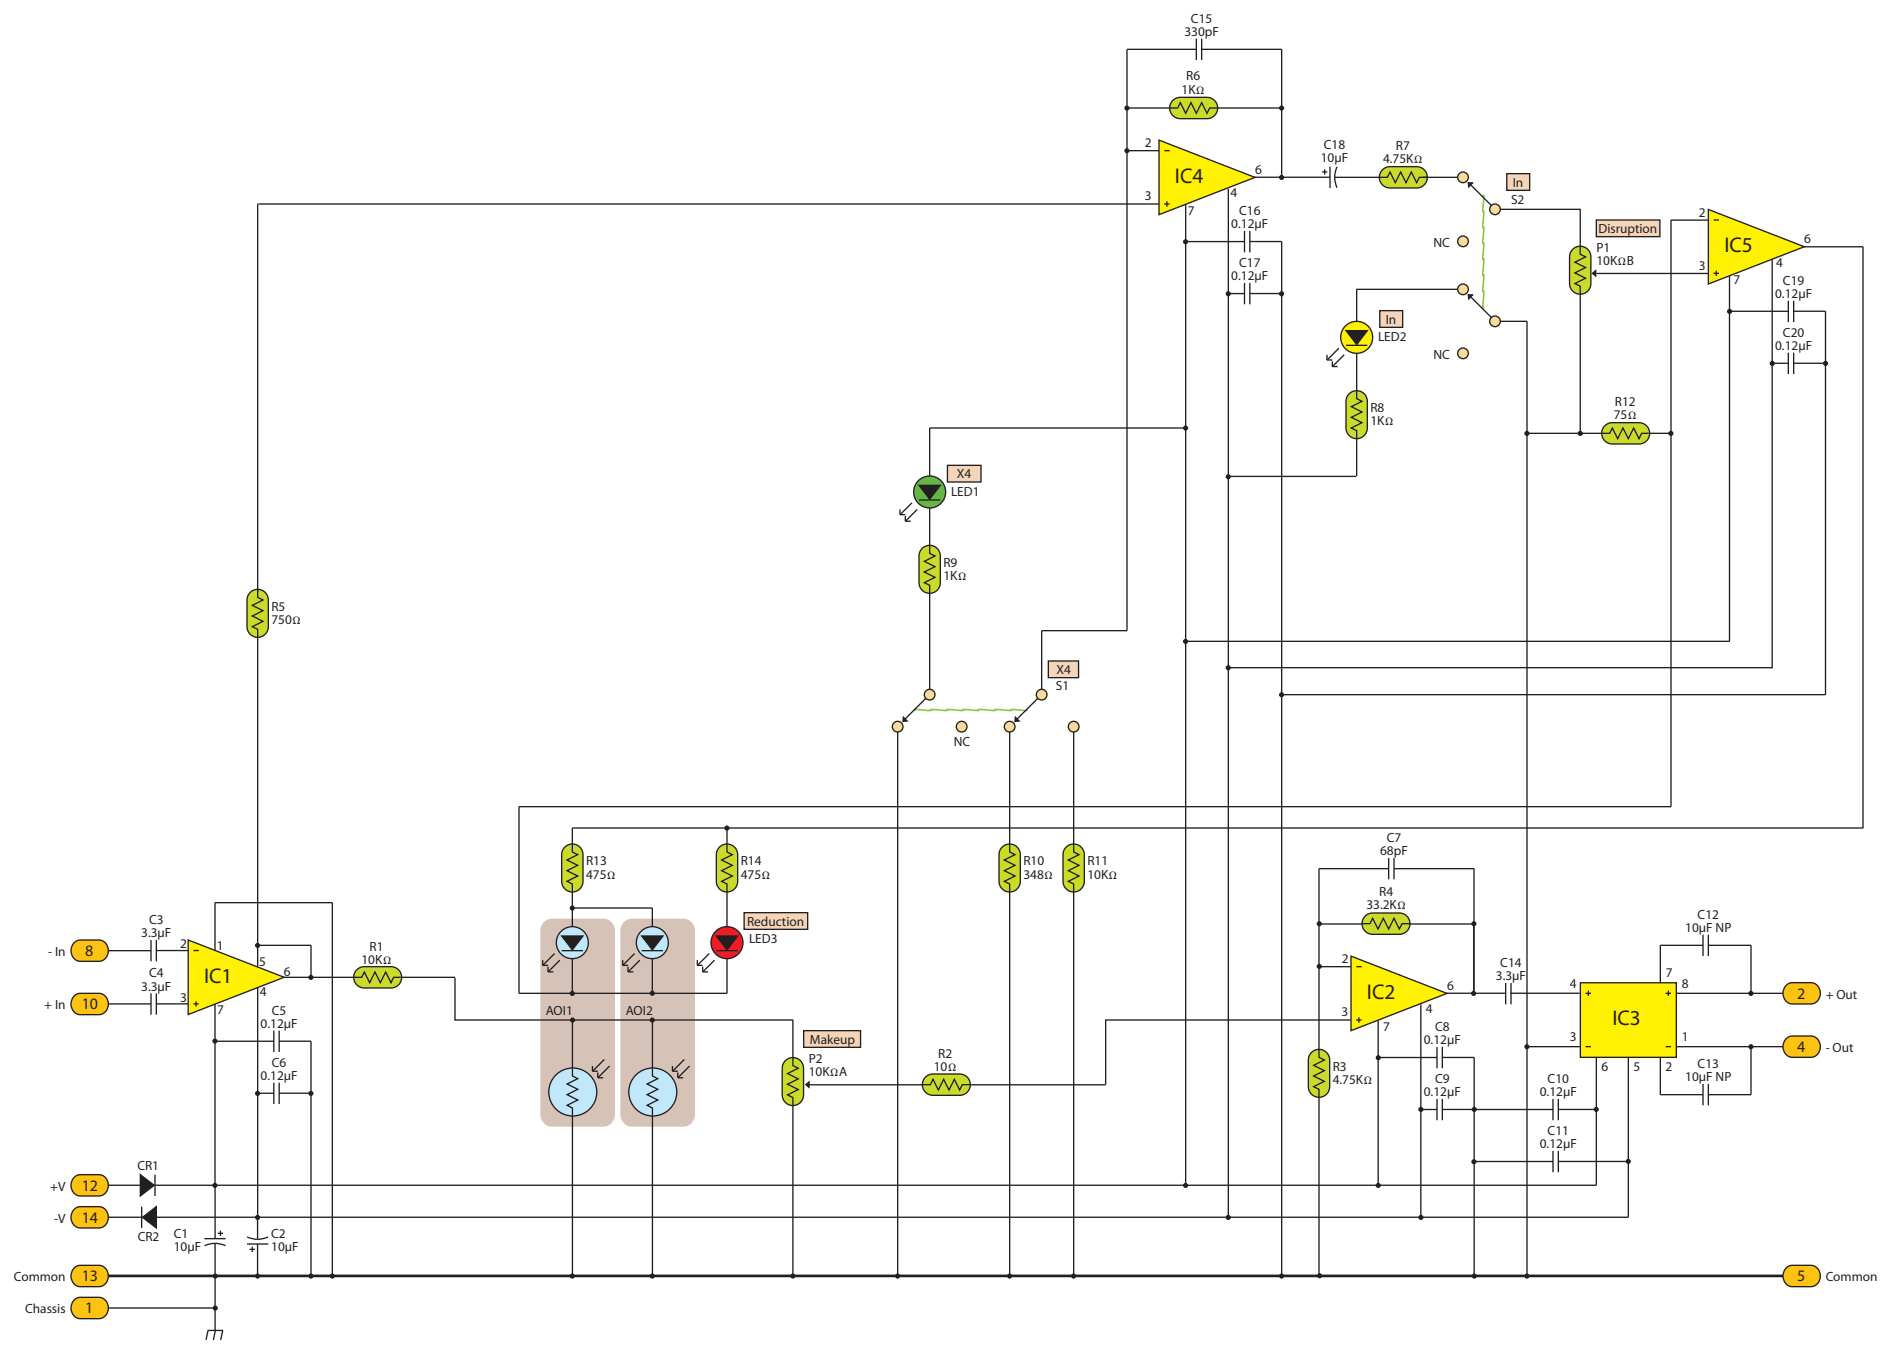 C15
330pF
R6
1KΩ
2
−
IC4
3
+
6
4
7
C16
0.12µF
C17
0.12µF
C18
10µF
+
R7
4.75KΩ
In
S2
NC
NC
Disruption
P1
10KΩB
2
−
IC5
3
+
6
4
7
C19
0.12µF
C20
0.12µF
In
LED2
R8
1KΩ
R12
75Ω
X4
LED1
R9
1KΩ
R5
750Ω
X4
S1
NC
R13
475Ω
R14
475Ω
R10
348Ω
R11
10KΩ
Reduction
LED3
AOI1
AOI2
- In
8
C3
3.3µF
+ In
10
C4
3.3µF
2
−
1
IC1
5
6
3
+
4
7
R1
10KΩ
C5
0.12µF
C6
0.12µF
Makeup
P2
10KΩA
R2
10Ω
C7
68pF
R4
33.2KΩ
2
−
IC2
3
+
6
4
7
R3
4.75KΩ
C8
0.12µF
C9
0.12µF
C14
3.3µF
C10
0.12µF
C11
0.12µF
C12
10µF NP
4
+
7
+
8
IC3
3
−
−
1
6
5
2
C13
10µF NP
2
+ Out
4
- Out
+V
12
CR1
-V
14
CR2
C1
10µF
+
C2
10µF
+
Common
13
5
Common
Chassis
1